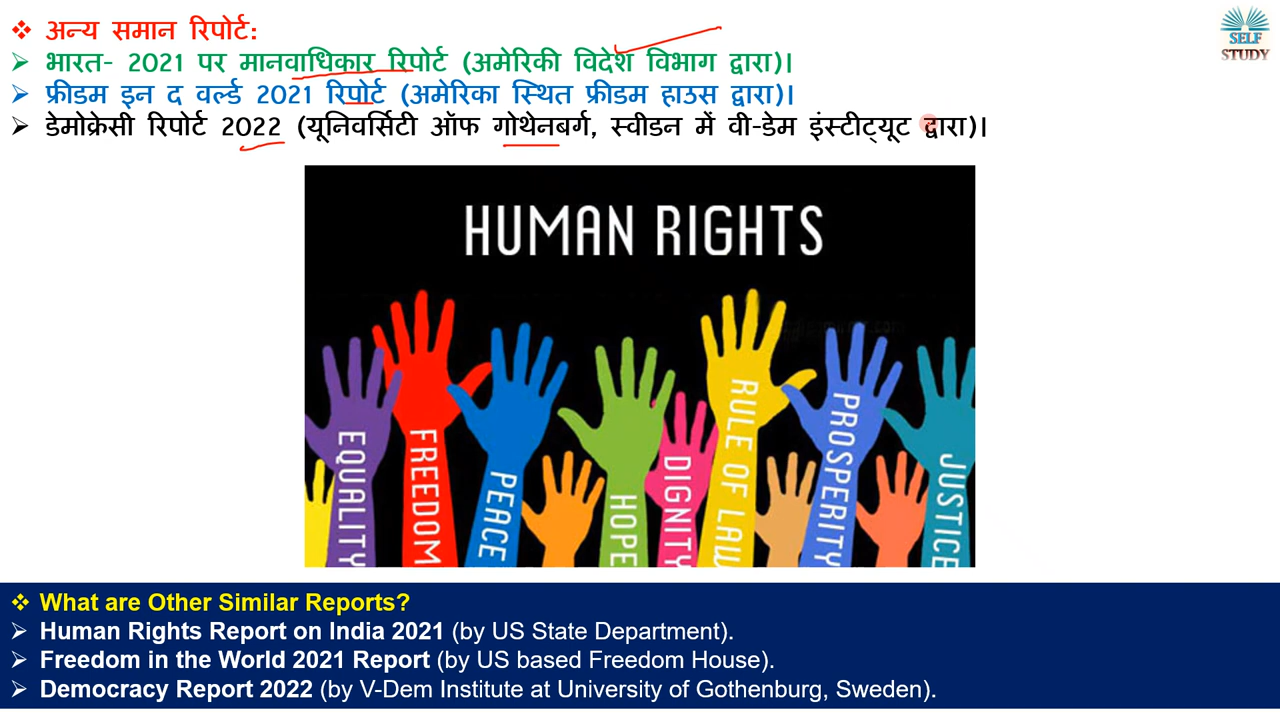 ❖ अन्य समान रिपोर्ट:
➢ भारत- 2021 पर मानवाधिकार रिपोर्ट (अमेरिकी विदेश विभाग द्वारा)।
➢ फ्रीडम इन द वर्ल्ड 2021 रिपोर्ट (अमेरिका स्थित फ्रीडम हाउस द्वारा)।
➢ डेमोक्रेसी रिपोर्ट 2022 (यूनिवर्सिटी ऑफ गोथेनबर्ग, स्वीडन में वी-डेम इंस्टीट्यूट द्वारा)।
SELF
STUDY
HUMAN RIGHTS
EQUALITY
FREEDOM
PEACE
HOPE
DIGNITY
RULE OF LAW
PROSPERITY
JUSTICE
❖ What are Other Similar Reports?
➢ Human Rights Report on India 2021 (by US State Department).
➢ Freedom in the World 2021 Report (by US based Freedom House).
➢ Democracy Report 2022 (by V-Dem Institute at University of Gothenburg, Sweden).